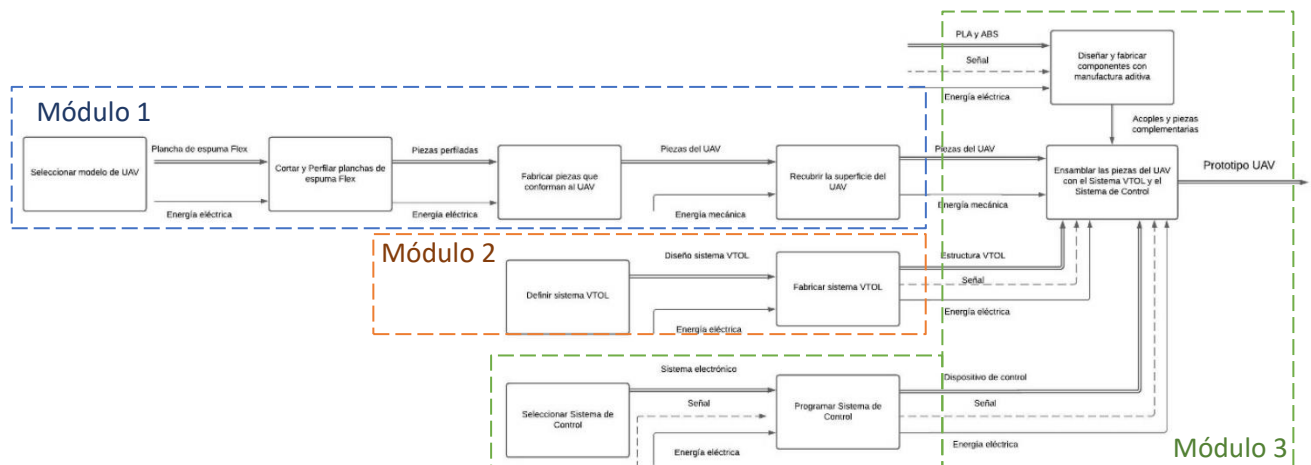 PLA y ABS
Señal
Energía eléctrica
Diseñar y fabricar
componentes con
manufactura aditiva
Acoples y piezas
complementarias
Módulo 1
Seleccionar modelo de UAV
Plancha de espuma Flex
Energía eléctrica
Cortar y Perfilar planchas de
espuma Flex
Piezas perfiladas
Energía eléctrica
Fabricar piezas que
conforman al UAV
Piezas del UAV
Energía mecánica
Recubrir la superficie del
UAV
Piezas del UAV
Energía mecánica
Ensamblar las piezas del UAV
con el Sistema VTOL y el
Sistema de Control
Prototipo UAV
Módulo 2
Definir sistema VTOL
Diseño sistema VTOL
Energía eléctrica
Fabricar sistema VTOL
Estructura VTOL
Señal
Energía eléctrica
Seleccionar Sistema de
Control
Sistema electrónico
Señal
Energía eléctrica
Programar Sistema de
Control
Dispositivo de control
Señal
Energía eléctrica
Módulo 3